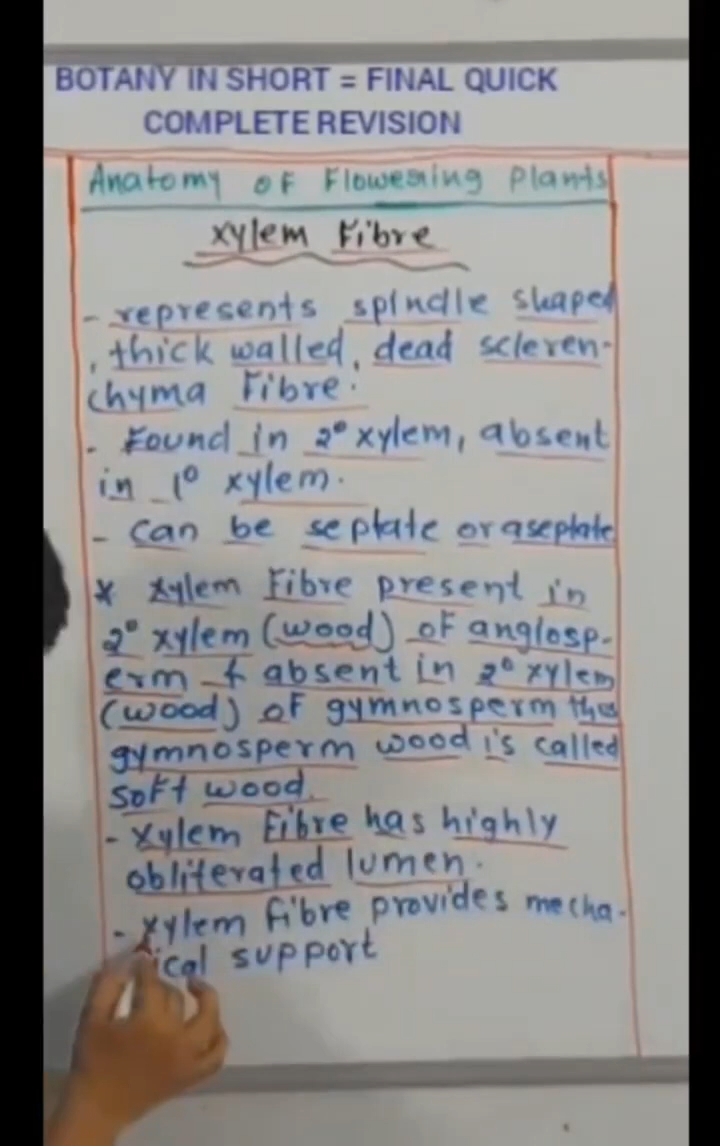 BOTANY IN SHORT = FINAL QUICK
COMPLETE REVISION
Anatomy of Flowering Plants
xylem Fibre
- represents spindle shaped
, thick walled, dead scleren-
chyma Fibre.
- Found in 2° xylem, absent
in 1° xylem.
- can be septate or aseptate
* xylem Fibre present in
2° xylem (wood) of angiosp-
erm & absent in 2° xylem
(wood) of gymnosperm thus
gymnosperm wood is called
soft wood.
- Xylem Fibre has highly
obliterated lumen.
- xylem fibre provides mecha-
ical support